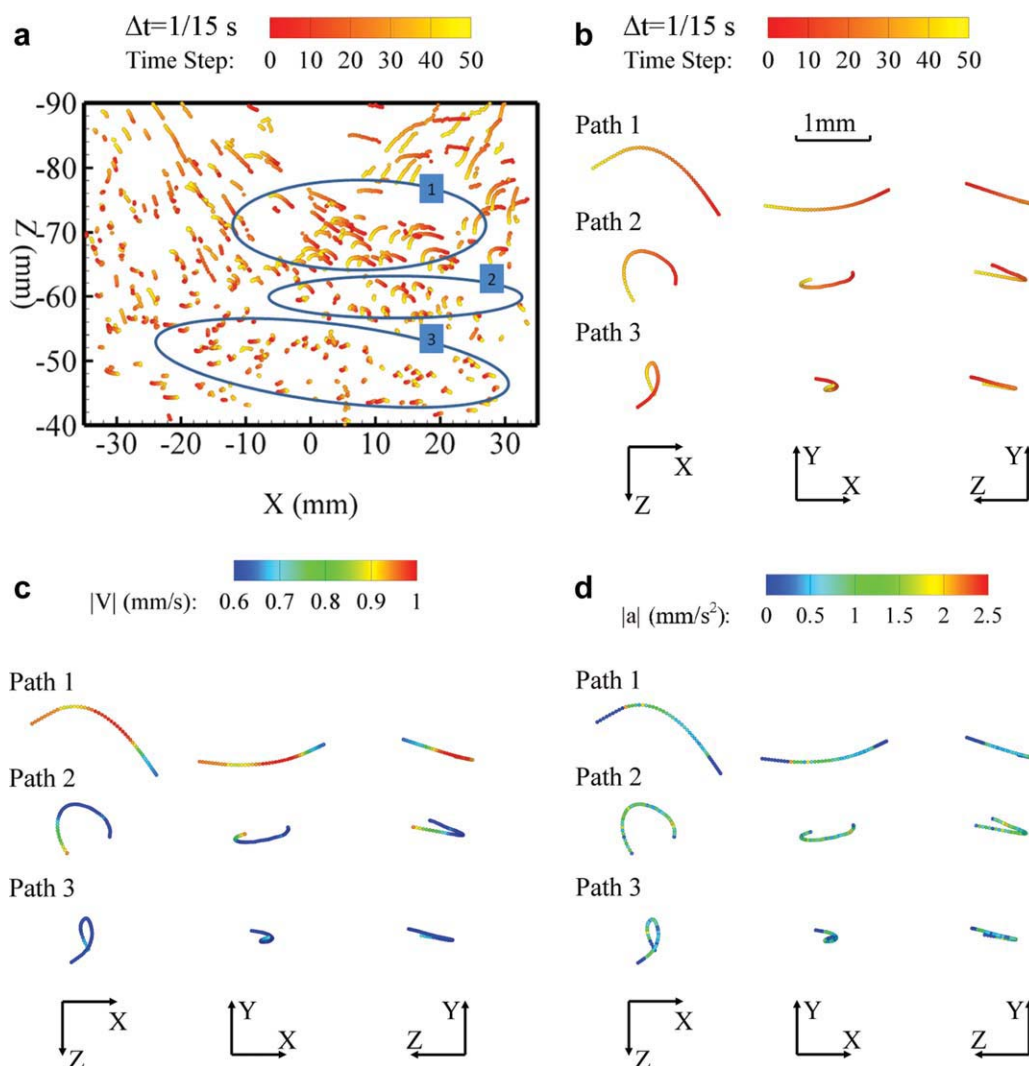 a
Δt=1/15 s
Time Step: 0 10 20 30 40 50
-90
-80
-70
-60
-50
-40
Z (mm)
1
2
3
-30 -20 -10 0 10 20 30
X (mm)
b
Δt=1/15 s
Time Step: 0 10 20 30 40 50
Path 1
1mm
Path 2
Path 3
X
Z
Y
X
Y
Z
c
|V| (mm/s): 0.6 0.7 0.8 0.9 1
Path 1
Path 2
Path 3
X
Z
Y
X
Y
Z
d
|a| (mm/s²): 0 0.5 1 1.5 2 2.5
Path 1
Path 2
Path 3
X
Z
Y
X
Y
Z